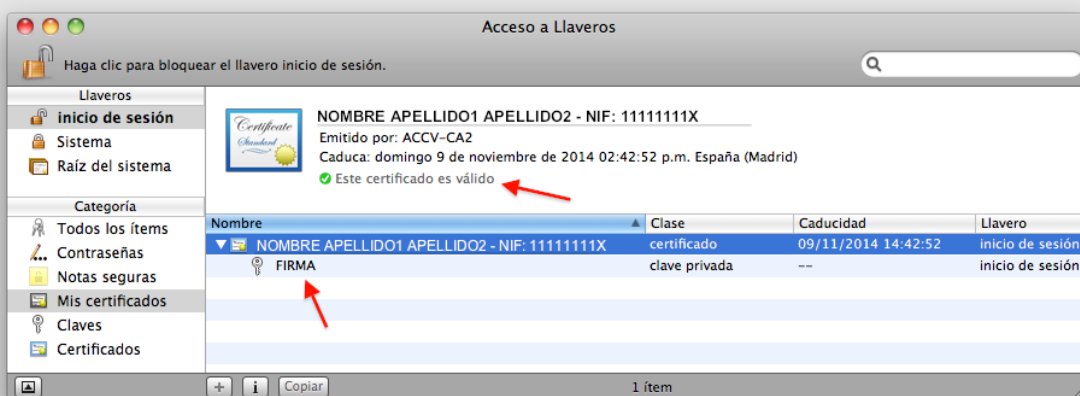 Acceso a Llaveros
Haga clic para bloquear el llavero inicio de sesión.
Llaveros
inicio de sesión
Sistema
Raíz del sistema
Categoría
Todos los ítems
Contraseñas
Notas seguras
Mis certificados
Claves
Certificados
Certificate
Standard
NOMBRE APELLIDO1 APELLIDO2 - NIF: 11111111X
Emitido por: ACCV-CA2
Caduca: domingo 9 de noviembre de 2014 02:42:52 p.m. España (Madrid)
Este certificado es válido
Nombre Clase Caducidad Llavero
NOMBRE APELLIDO1 APELLIDO2 - NIF: 11111111X certificado 09/11/2014 14:42:52 inicio de sesión
FIRMA clave privada -- inicio de sesión
+ i Copiar 1 ítem